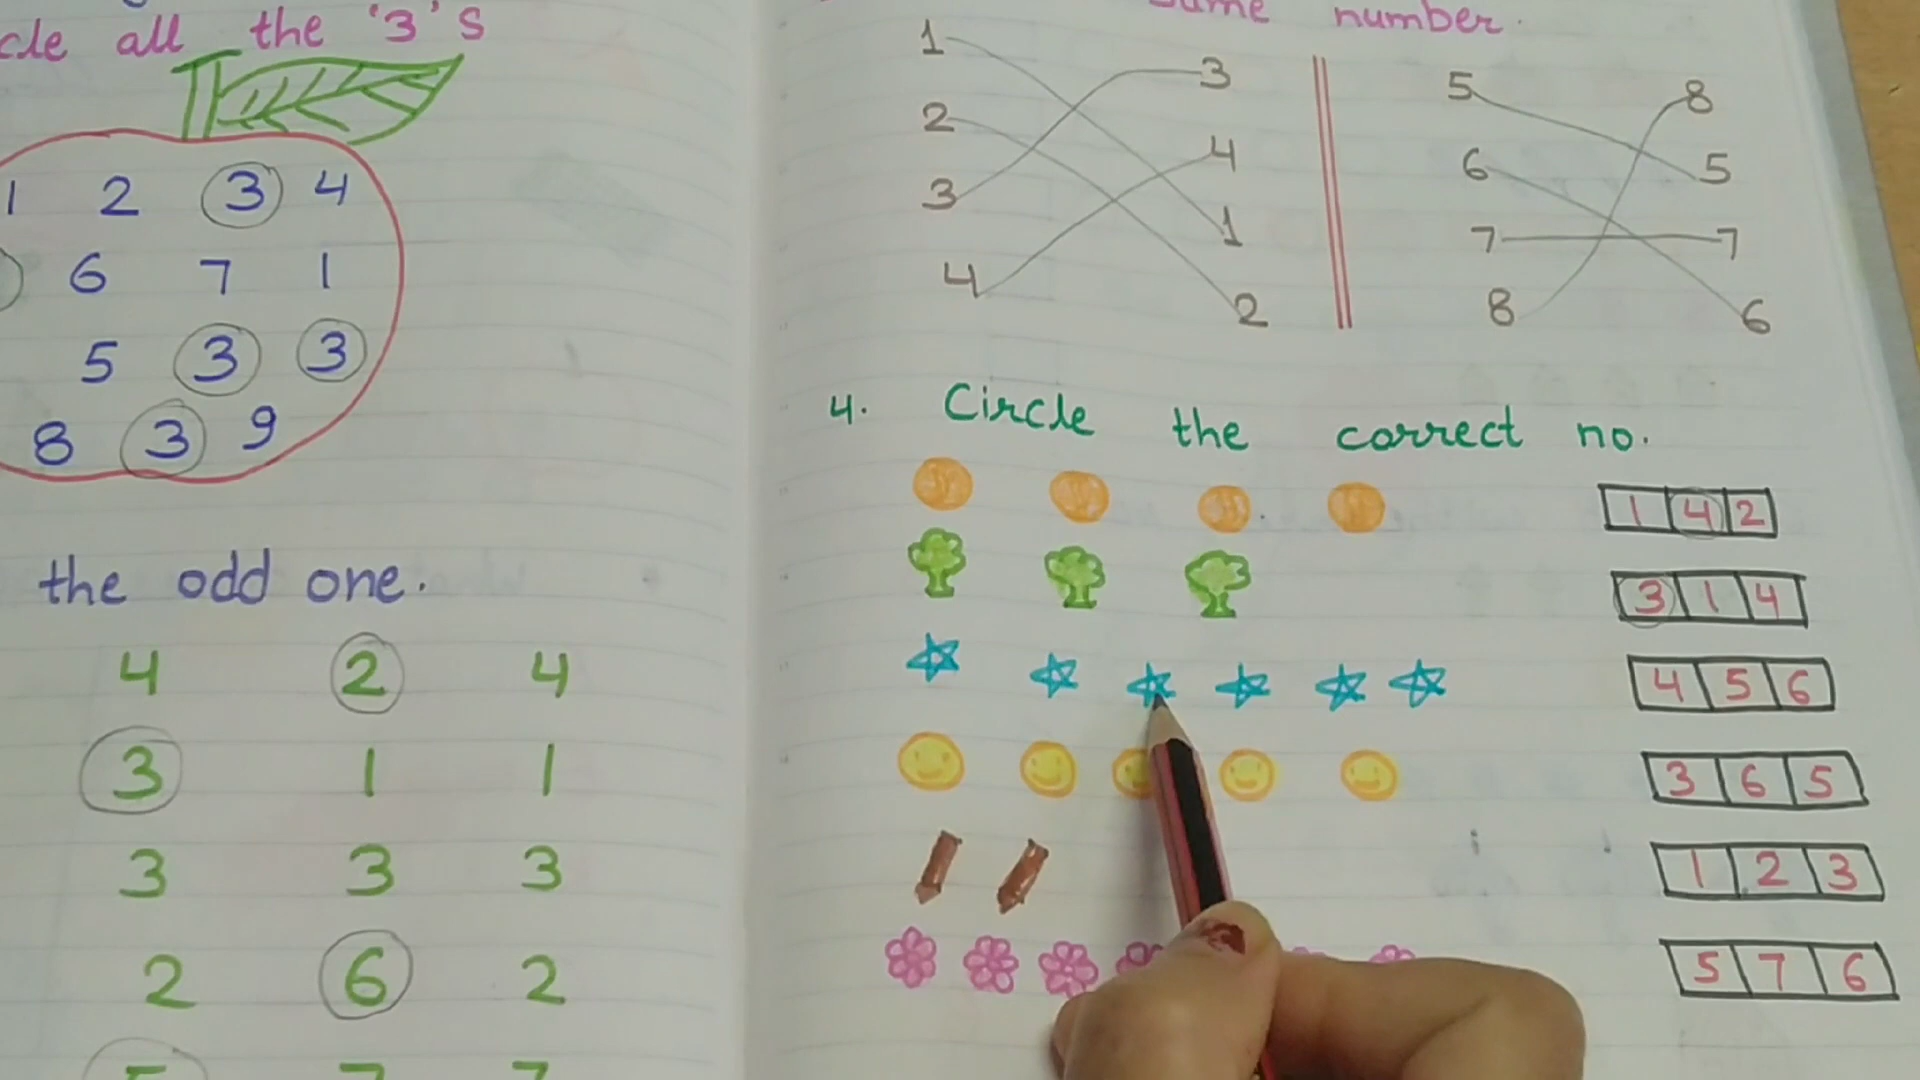 all the '3's
1 2 3 4
6 7 1
5 3 3
8 3 9
the odd one.
4 2 4
3 1 1
3 3 3
2 6 2
7 7
number.
1 3
2 4
3 1
4 2
5 8
6 5
7 7
8 6
4. Circle the correct no.
1 4 2
3 1 4
4 5 6
3 6 5
1 2 3
5 7 6